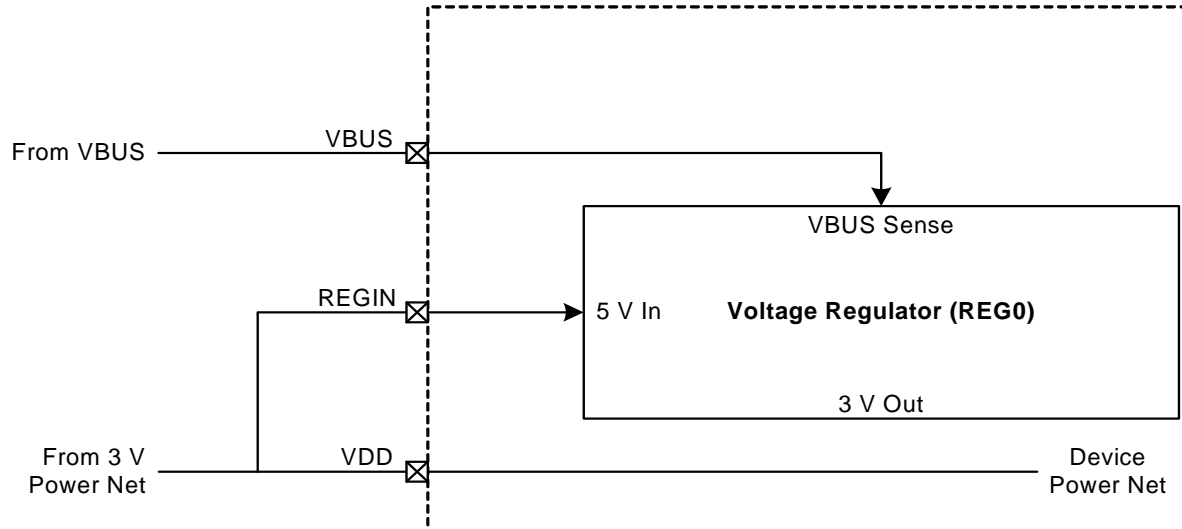 VBUS
From VBUS
VBUS Sense
REGIN
5 V In
Voltage Regulator (REG0)
3 V Out
From 3 V
Power Net
VDD
Device
Power Net